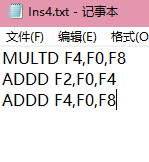 Ins4.txt - 记事本
文件(F) 编辑(E) 格式(O
MULTD F4,F0,F8
ADDD F2,F0,F4
ADDD F4,F0,F8